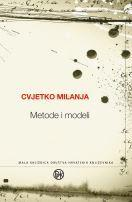 CVJETKO MILANJA
Metode i modeli
MALA KNJIŽNICA DRUŠTVA HRVATSKIH KNJIŽEVNIKA